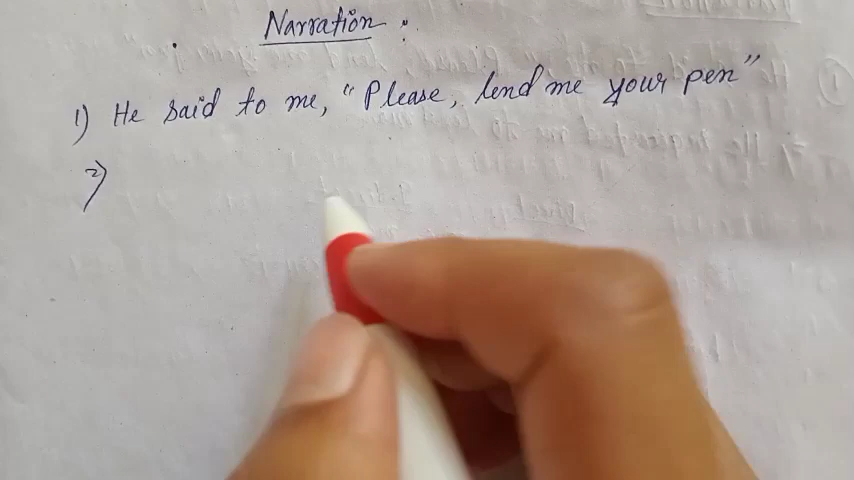 Narration :
1) He said to me, "Please, lend me your pen"
2)